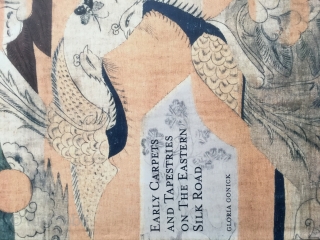 EARLY CARPETS
AND TAPESTRIES
ON THE EASTERN
SILK ROAD
GLORIA GONICK